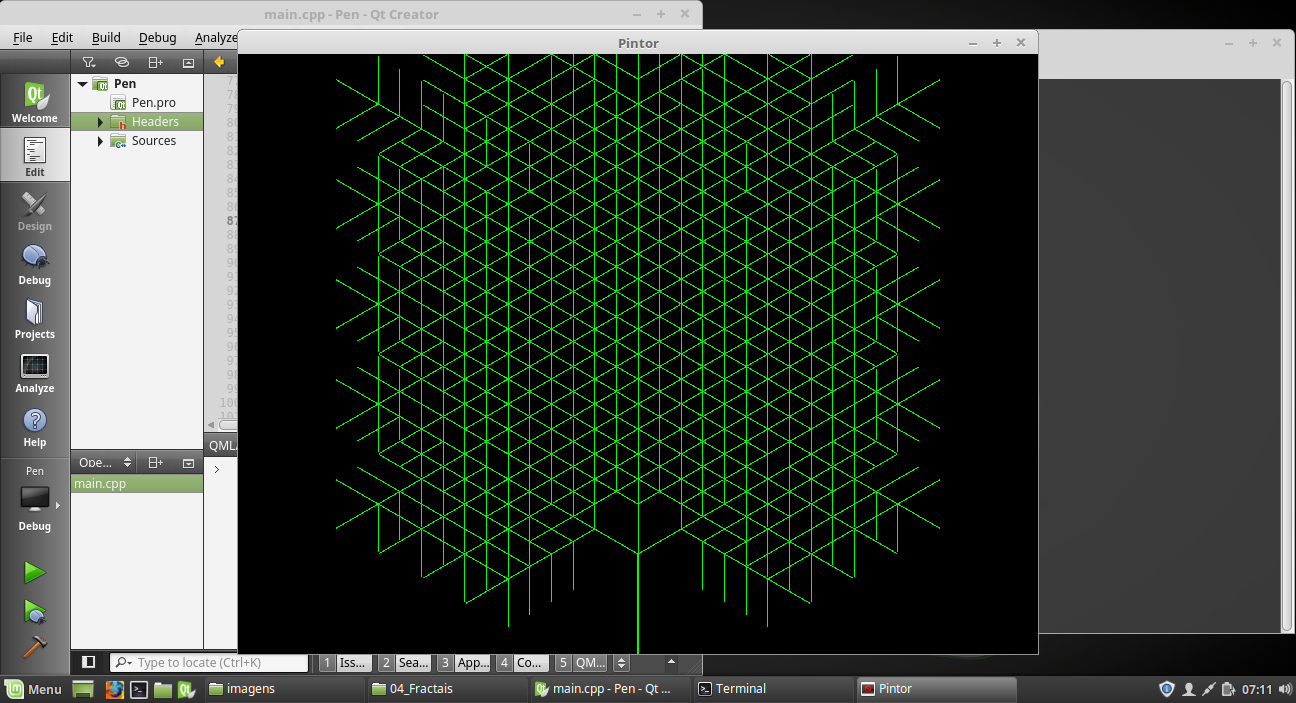 main.cpp - Pen - Qt Creator
File Edit Build Debug Analyze
Pintor
Welcome
Edit
Design
Debug
Projects
Analyze
Help
Pen
Debug
Pen
Pen.pro
Headers
Sources
Ope...
main.cpp
87
QML
Type to locate (Ctrl+K)
1 Iss... 2 Sea... 3 App... 4 Co... 5 QM...
Menu imagens 04_Fractais main.cpp - Pen - Qt ... Terminal Pintor 07:11